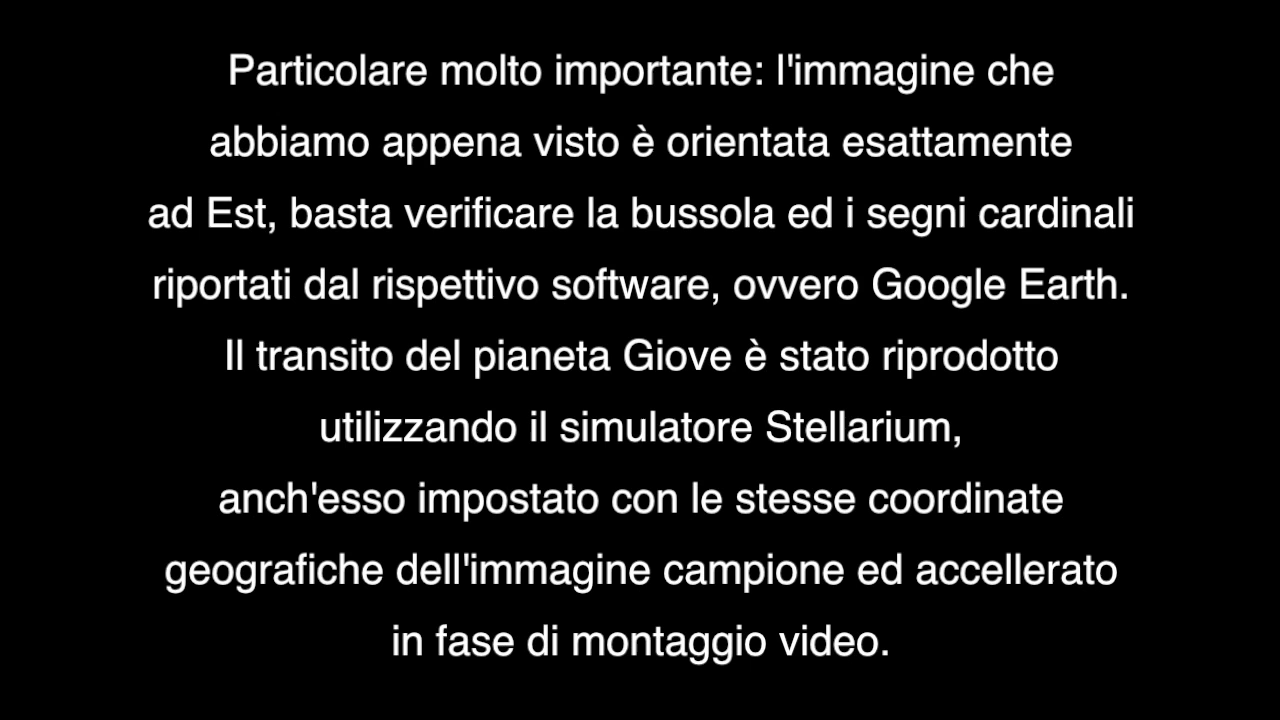 Particolare molto importante: l'immagine che
abbiamo appena visto è orientata esattamente
ad Est, basta verificare la bussola ed i segni cardinali
riportati dal rispettivo software, ovvero Google Earth.
Il transito del pianeta Giove è stato riprodotto
utilizzando il simulatore Stellarium,
anch'esso impostato con le stesse coordinate
geografiche dell'immagine campione ed accellerato
in fase di montaggio video.